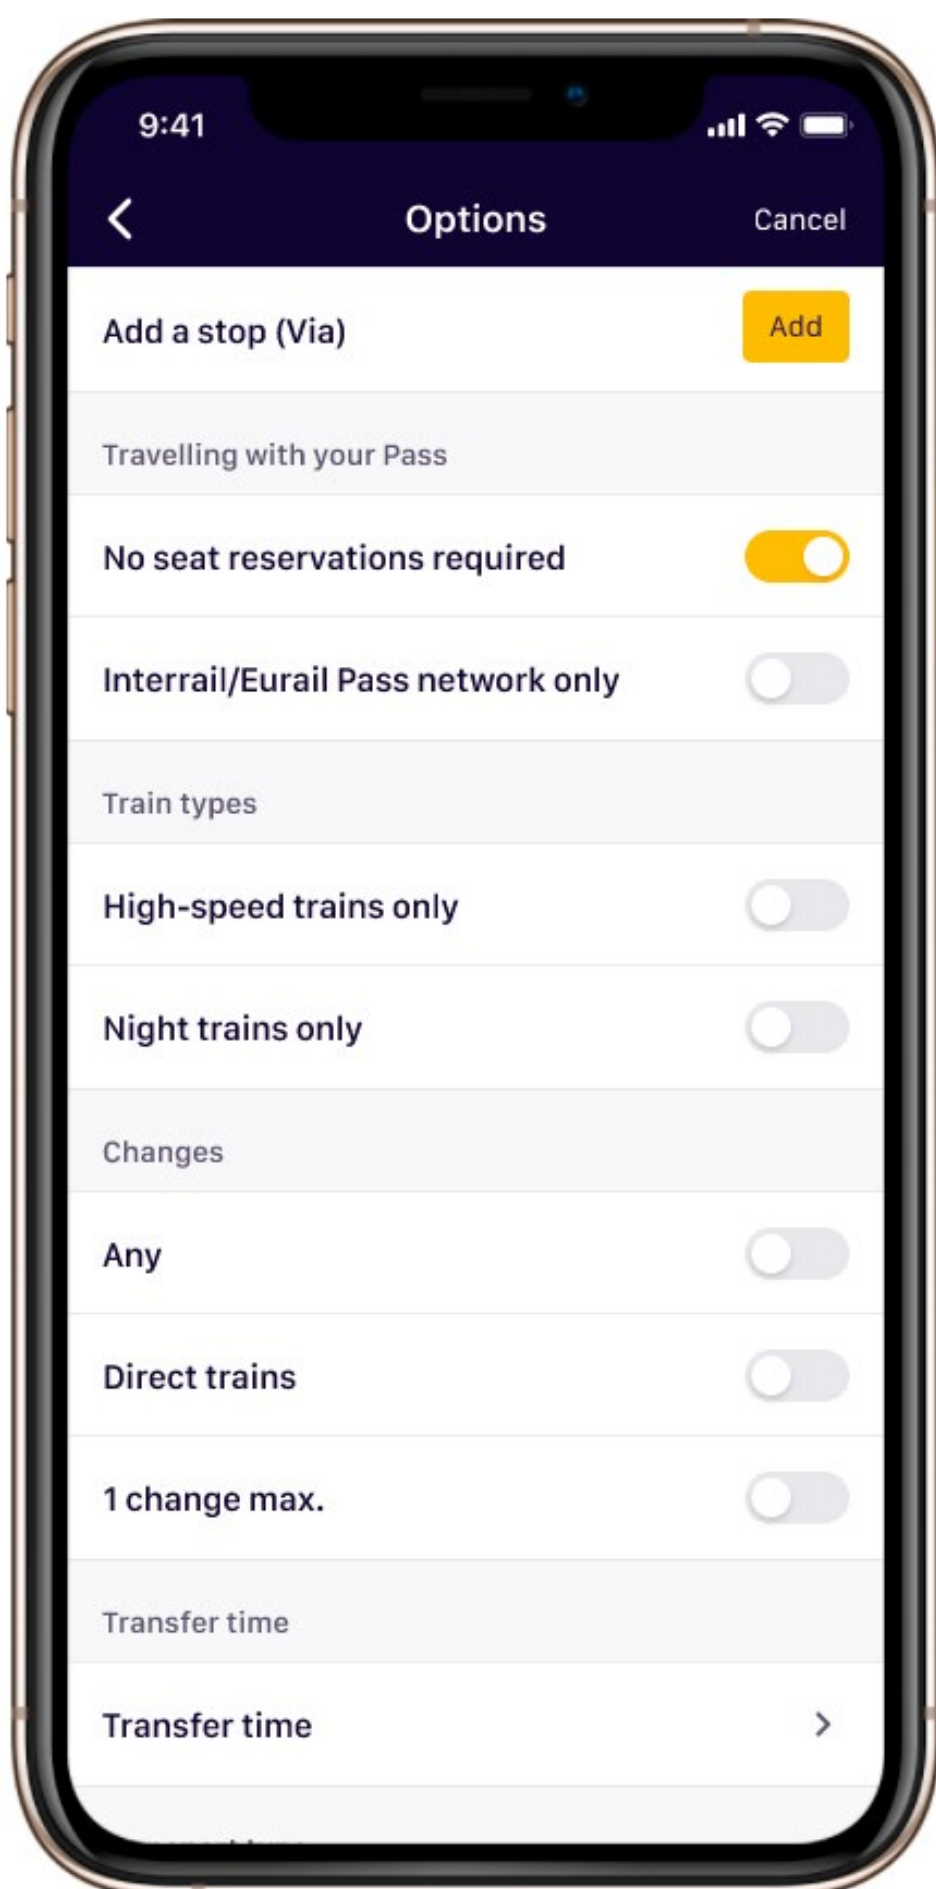 9:41
Options
Cancel
Add a stop (Via)
Add
Travelling with your Pass
No seat reservations required
Interrail/Eurail Pass network only
Train types
High-speed trains only
Night trains only
Changes
Any
Direct trains
1 change max.
Transfer time
Transfer time